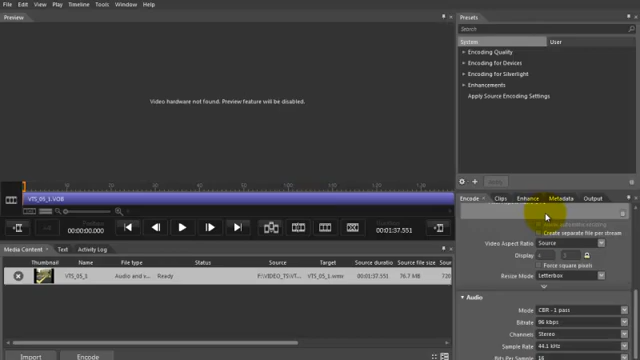 File Edit View Play Timeline Tools Window Help
Preview
Video hardware not found. Preview feature will be disabled.
VTS_05_1.VOB
00:00:00.000
00:01:37.551
Media Content Text Activity Log
Thumbnail Name File type Status Source Target Source duration Source file size Sour
VTS_05_1 Audio and v... Ready F:\VIDEO_TS\VT... VTS_05_1.wmv 00:01:37.551 76.7 MB 720
Import Encode
Presets
Search
System User
Encoding Quality
Encoding for Devices
Encoding for Silverlight
Enhancements
Apply Source Encoding Settings
Encode Clips Enhance Metadata Output
Create separate file per stream
Video Aspect Ratio Source
Display 4 3
Force square pixels
Resize Mode Letterbox
Audio
Mode CBR - 1 pass
Bitrate 96 kbps
Channels Stereo
Sample Rate 44.1 kHz
Bits Per Sample 16